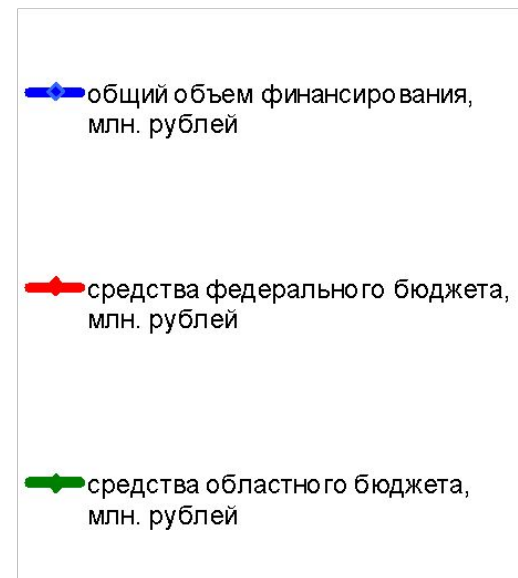 общий объем финансирования,
млн. рублей
средства федерального бюджета,
млн. рублей
средства областного бюджета,
млн. рублей